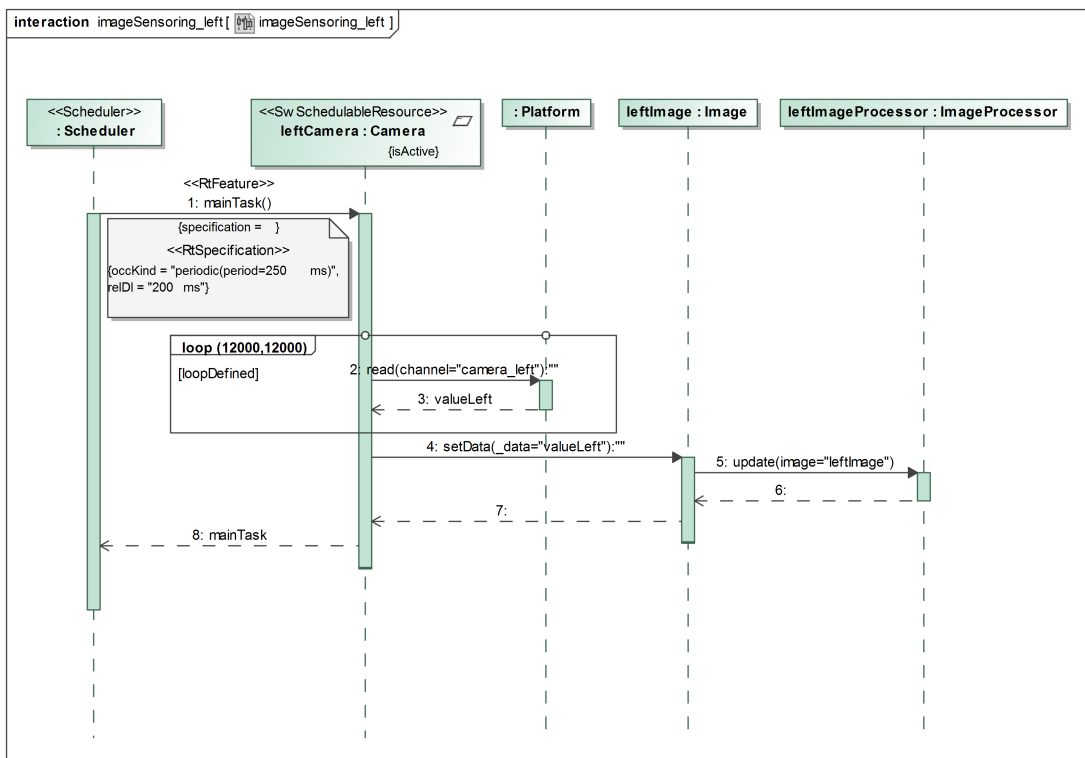 interaction imageSensoring_left [ imageSensoring_left ]
<<Scheduler>>
: Scheduler
<<SwSchedulableResource>>
leftCamera : Camera
{isActive}
: Platform
leftImage : Image
leftImageProcessor : ImageProcessor
<<RtFeature>>
1: mainTask()
{specification = }
<<RtSpecification>>
{occKind = "periodic(period=250 ms)",
relDl = "200 ms"}
loop (12000,12000)
[loopDefined]
2: read(channel="camera_left"):""
3: valueLeft
4: setData(_data="valueLeft"):""
5: update(image="leftImage")
6:
7:
8: mainTask